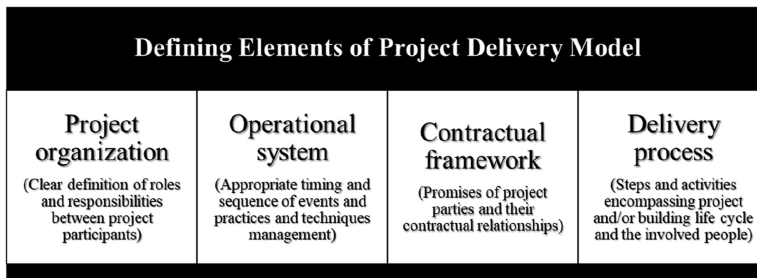 Defining Elements of Project Delivery Model
Project
organization
(Clear definition of roles
and responsibilities
between project
participants)
Operational
system
(Appropriate timing and
sequence of events and
practices and techniques
management)
Contractual
framework
(Promises of project
parties and their
contractual relationships)
Delivery
process
(Steps and activities
encompassing project
and/or building life cycle
and the involved people)